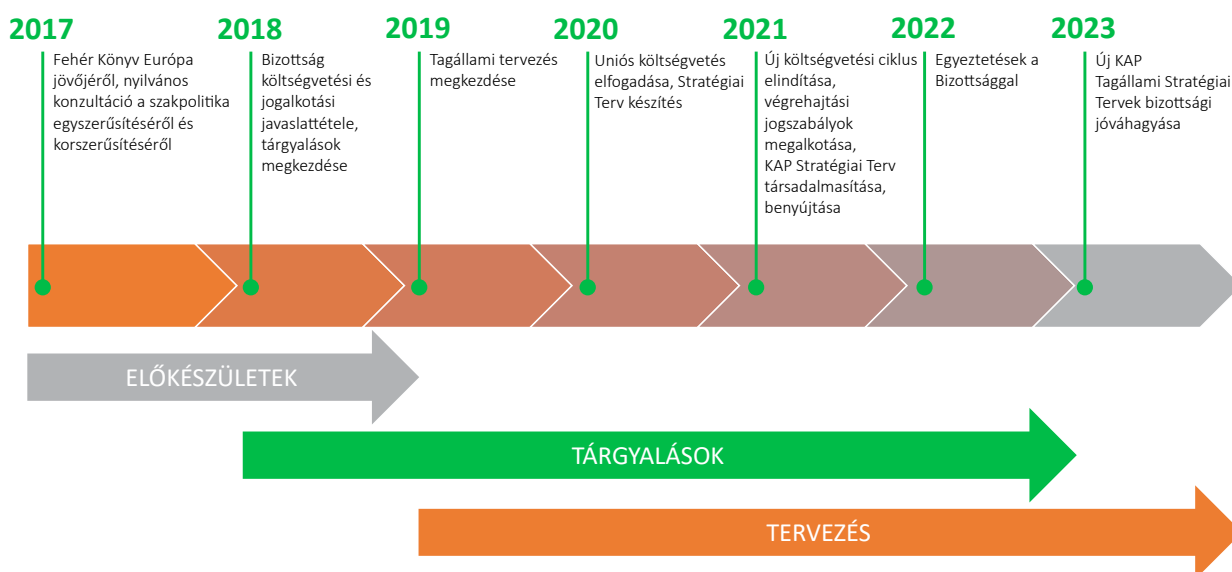 2017
Fehér Könyv Európa
jövőjéről, nyilvános
konzultáció a szakpolitika
egyszerűsítéséről és
korszerűsítéséről
2018
Bizottság
költségvetési és
jogalkotási
javaslattétele,
tárgyalások
megkezdése
2019
Tagállami tervezés
megkezdése
2020
Uniós költségvetés
elfogadása, Stratégiai
Terv készítés
2021
Új költségvetési ciklus
elindítása,
végrehajtási
jogszabályok
megalkotása,
KAP Stratégiai Terv
társadalmasítása,
benyújtása
2022
Egyeztetések a
Bizottsággal
2023
Új KAP
Tagállami Stratégiai
Tervek bizottsági
jóváhagyása
ELŐKÉSZÜLETEK
TÁRGYALÁSOK
TERVEZÉS